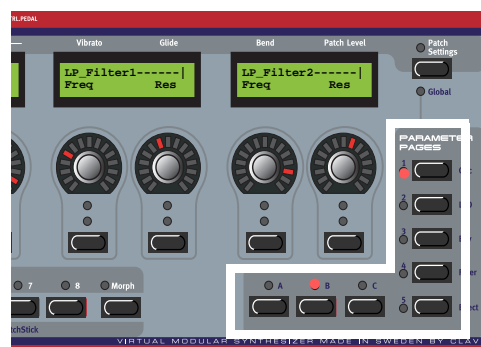 RL.PEDAL
Vibrato Glide Bend Patch Level
Patch
Settings
LP_Filter1------|
Freq Res
LP_Filter2------|
Freq Res
Global
PARAMETER
PAGES
1
2
3
4
5
A B C
7 8 Morph
VIRTUAL MODULAR SYNTHESIZER MADE IN SWEDEN BY CLAV